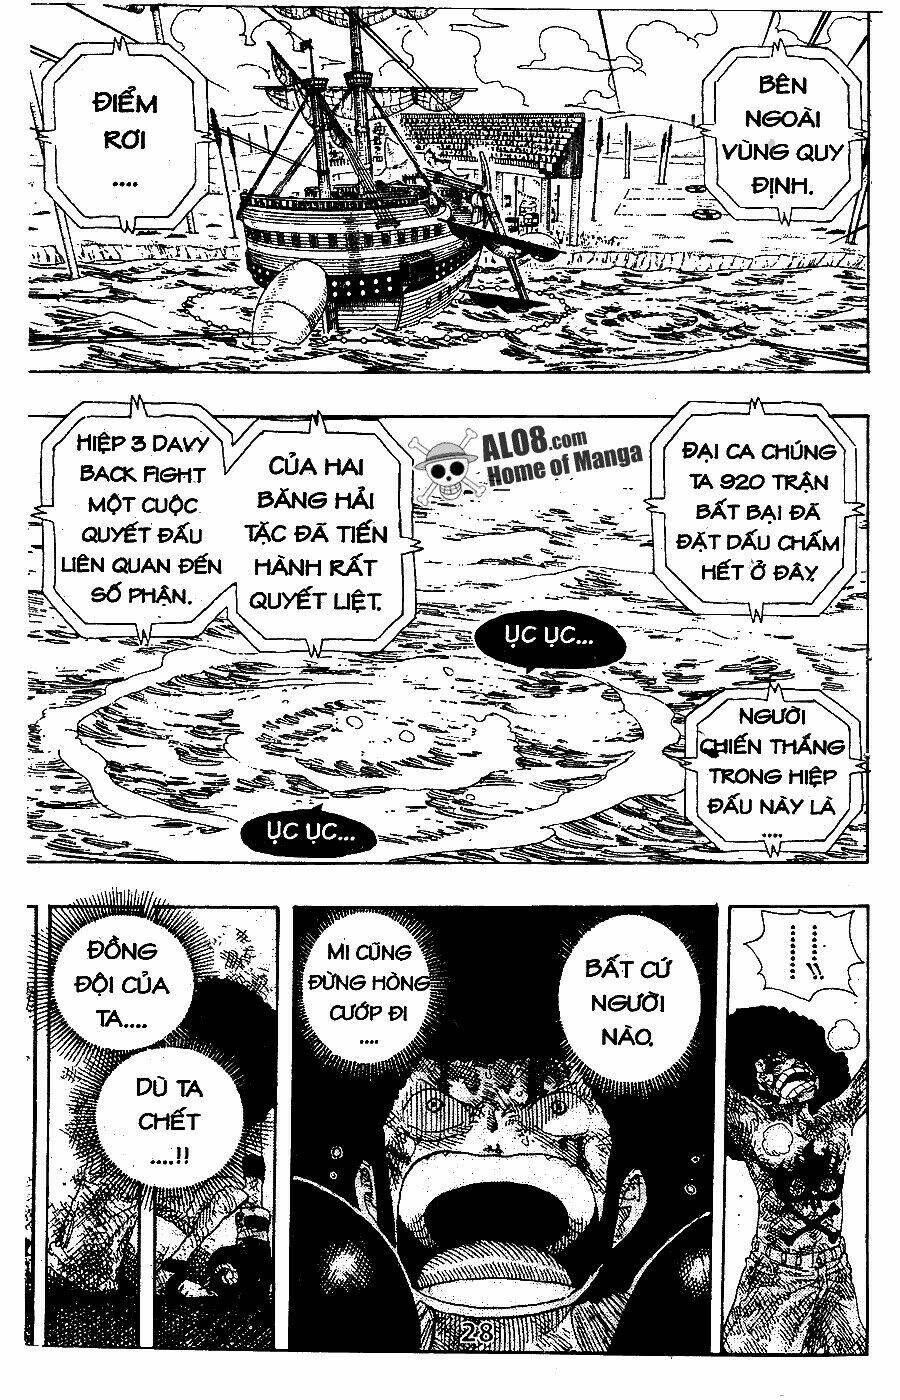 BÊN
NGOÀI
VÙNG QUY
ĐỊNH.
ĐIỂM
RƠI
....
ĐẠI CA CHÚNG
TA 920 TRẬN
BẤT BẠI ĐÃ
ĐẶT DẤU CHẤM
HẾT Ở ĐÂY.
ALO8.com
Home of Manga
CỦA HAI
BĂNG HẢI
TẶC ĐÃ TIẾN
HÀNH RẤT
QUYẾT LIỆT.
HIỆP 3 DAVY
BACK FIGHT
MỘT CUỘC
QUYẾT ĐẤU
LIÊN QUAN ĐẾN
SỐ PHẬN.
ỤC ỤC...
NGƯỜI
CHIẾN THẮNG
TRONG HIỆP
ĐẤU NÀY LÀ
....
ỤC ỤC...
......!!
BẤT CỨ
NGƯỜI
NÀO.
MI CŨNG
ĐỪNG HÒNG
CƯỚP ĐI
....
ĐỒNG
ĐỘI CỦA
TA....
DÙ TA
CHẾT
....!!
28